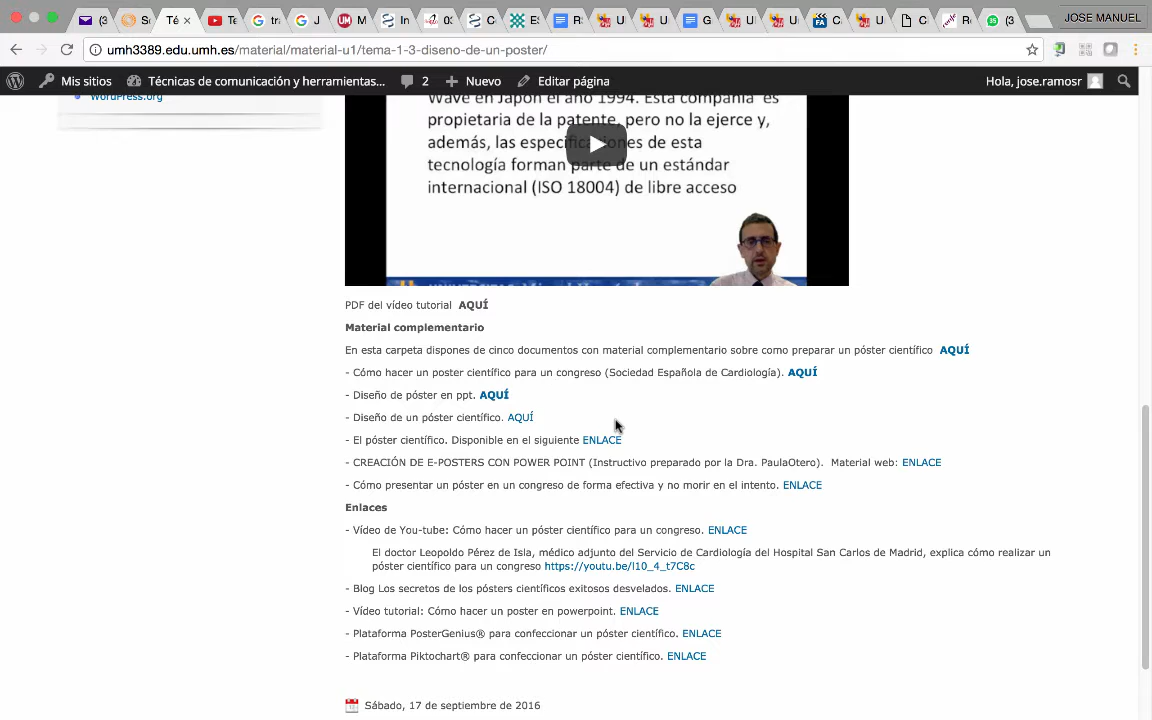 (3
So
Té
Te
tra
J
M
In
03
C
ES
R
U
U
G
U
U
C
U
C
Re
(3
JOSE MANUEL
umh3389.edu.umh.es/material/material-u1/tema-1-3-diseno-de-un-poster/
Mis sitios
Técnicas de comunicación y herramientas...
2
Nuevo
Editar página
Hola, jose.ramosr
WordPress.org
Wave en Japón el año 1994. Esta compañía es
propietaria de la patente, pero no la ejerce y,
además, las especificaciones de esta
tecnología forman parte de un estándar
internacional (ISO 18004) de libre acceso
PDF del vídeo tutorial AQUÍ
Material complementario
En esta carpeta dispones de cinco documentos con material complementario sobre como preparar un póster científico AQUÍ
- Cómo hacer un poster científico para un congreso (Sociedad Española de Cardiología). AQUÍ
- Diseño de póster en ppt. AQUÍ
- Diseño de un póster científico. AQUÍ
- El póster científico. Disponible en el siguiente ENLACE
- CREACIÓN DE E-POSTERS CON POWER POINT (Instructivo preparado por la Dra. PaulaOtero). Material web: ENLACE
- Cómo presentar un póster en un congreso de forma efectiva y no morir en el intento. ENLACE
Enlaces
- Vídeo de You-tube: Cómo hacer un póster científico para un congreso. ENLACE
El doctor Leopoldo Pérez de Isla, médico adjunto del Servicio de Cardiología del Hospital San Carlos de Madrid, explica cómo realizar un
póster científico para un congreso https://youtu.be/l10_4_t7C8c
- Blog Los secretos de los pósters científicos exitosos desvelados. ENLACE
- Vídeo tutorial: Cómo hacer un poster en powerpoint. ENLACE
- Plataforma PosterGenius® para confeccionar un póster científico. ENLACE
- Plataforma Piktochart® para confeccionar un póster científico. ENLACE
Sábado, 17 de septiembre de 2016